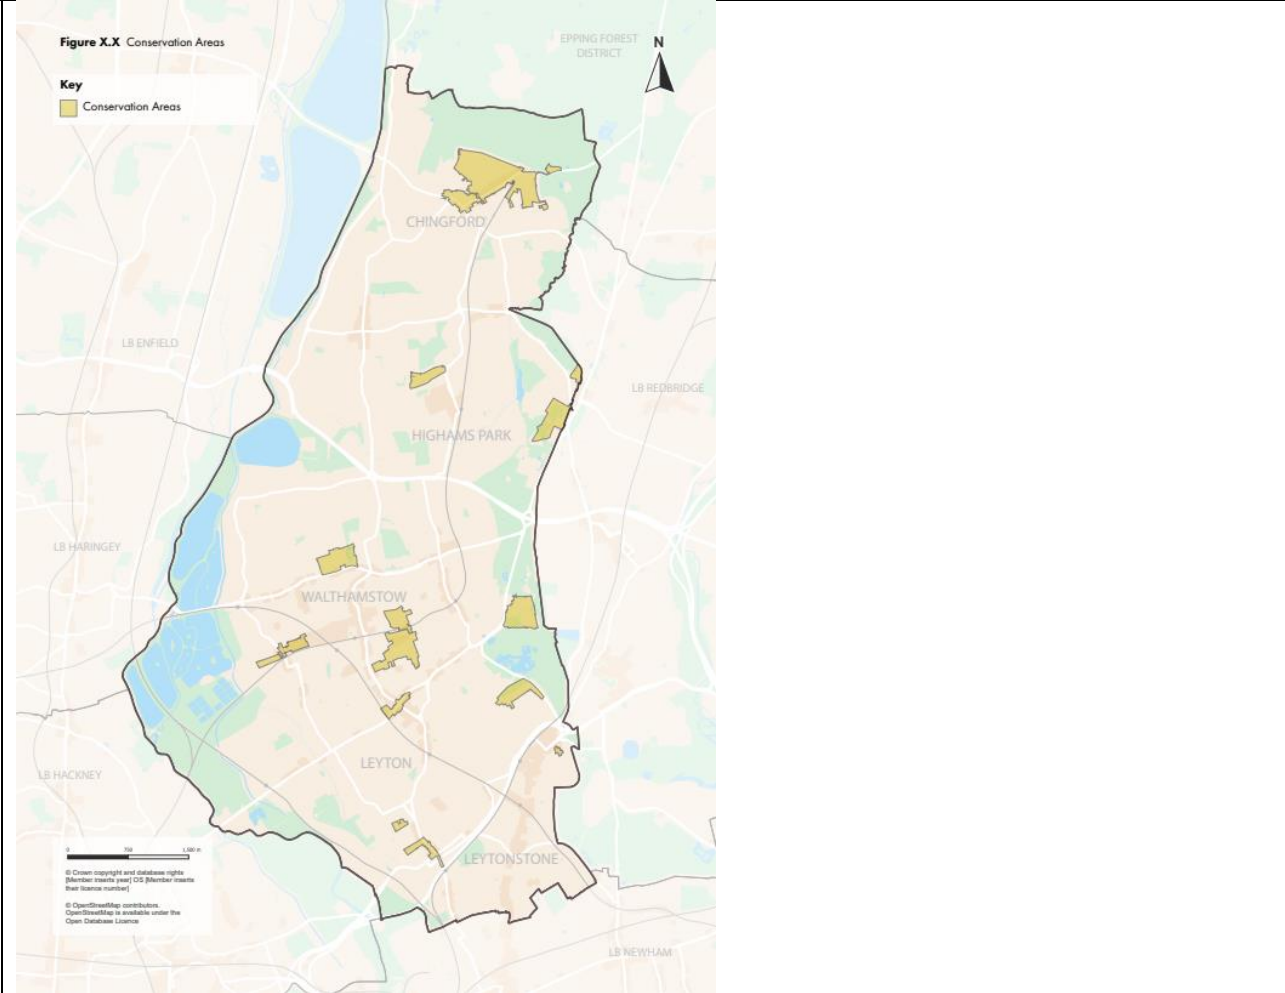 Figure X.X Conservation Areas
EPPING FOREST
DISTRICT
N
Key
Conservation Areas
CHINGFORD
LB ENFIELD
LB REDBRIDGE
HIGHAMS PARK
LB HARINGEY
WALTHAMSTOW
LEYTON
LB HACKNEY
0 750 1,500 m
LEYTONSTONE
© Crown copyright and database rights
[Member inserts year] OS [Member inserts
their licence number]
© OpenStreetMap contributors.
OpenStreetMap is available under the
Open Database Licence
LB NEWHAM